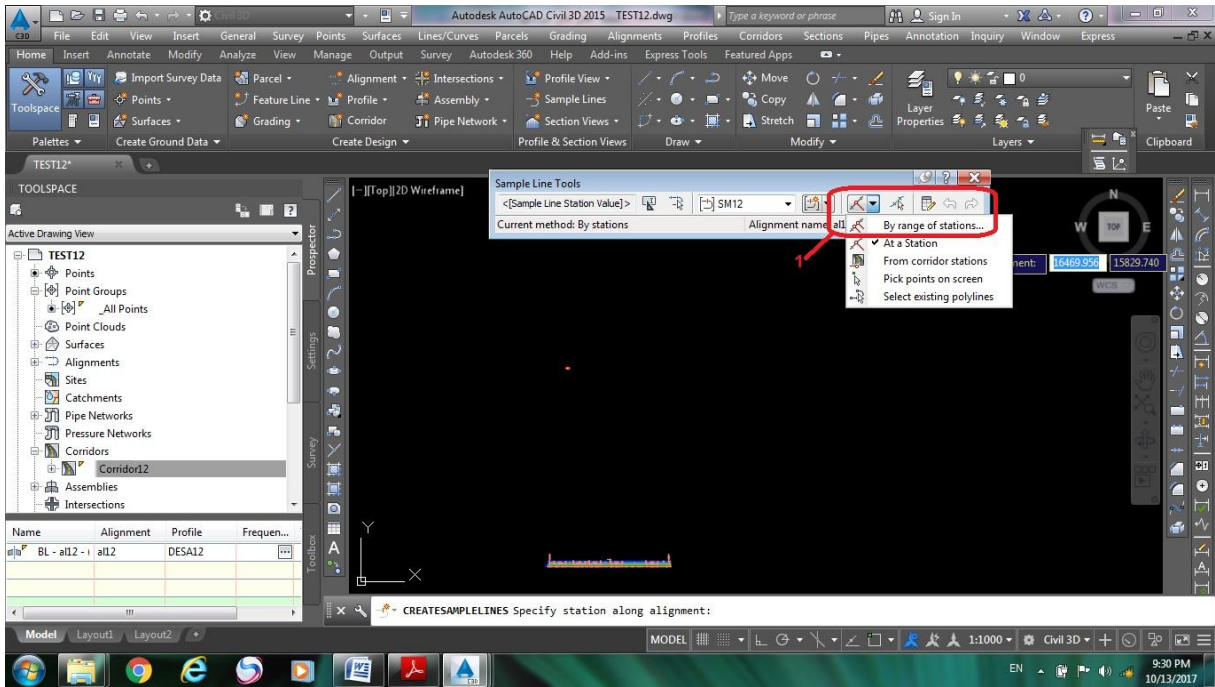 Civil 3D
Autodesk AutoCAD Civil 3D 2015 TEST12.dwg
Type a keyword or phrase
Sign In
C3D
File Edit View Insert General Survey Points Surfaces Lines/Curves Parcels Grading Alignments Profiles Corridors Sections Pipes Annotation Inquiry Window Express
Home Insert Annotate Modify Analyze View Manage Output Survey Autodesk 360 Help Add-ins Express Tools Featured Apps
Toolspace
Import Survey Data
Points
Surfaces
Parcel
Feature Line
Grading
Alignment
Profile
Corridor
Intersections
Assembly
Pipe Network
Profile View
Sample Lines
Section Views
Move
Copy
Stretch
Layer
Properties
0
Paste
Palettes
Create Ground Data
Create Design
Profile & Section Views
Draw
Modify
Layers
Clipboard
TEST12*
TOOLSPACE
Active Drawing View
TEST12
Points
Point Groups
_All Points
Point Clouds
Surfaces
Alignments
Sites
Catchments
Pipe Networks
Pressure Networks
Corridors
Corridor12
Assemblies
Intersections
Prospector
Settings
Survey
Toolbox
Name Alignment Profile Frequen...
BL - al12 - al12 DESA12
[-][Top][2D Wireframe]
Sample Line Tools
<[Sample Line Station Value]>
SM12
Current method: By stations
Alignment name: al1
By range of stations...
At a Station
From corridor stations
Pick points on screen
Select existing polylines
1
ment: 16469.956 15829.740
N
W TOP E
WCS
Y
X
CREATESAMPLELINES Specify station along alignment:
Model Layout1 Layout2
MODEL
1:1000
Civil 3D
EN
9:30 PM
10/13/2017